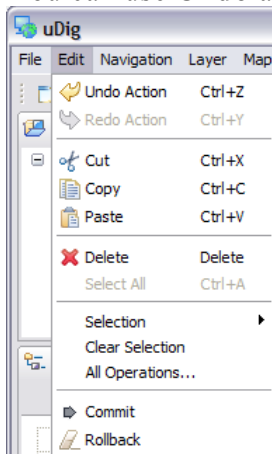 uDig
File Edit Navigation Layer Map
Undo Action Ctrl+Z
Redo Action Ctrl+Y
Cut Ctrl+X
Copy Ctrl+C
Paste Ctrl+V
Delete Delete
Select All Ctrl+A
Selection
Clear Selection
All Operations...
Commit
Rollback